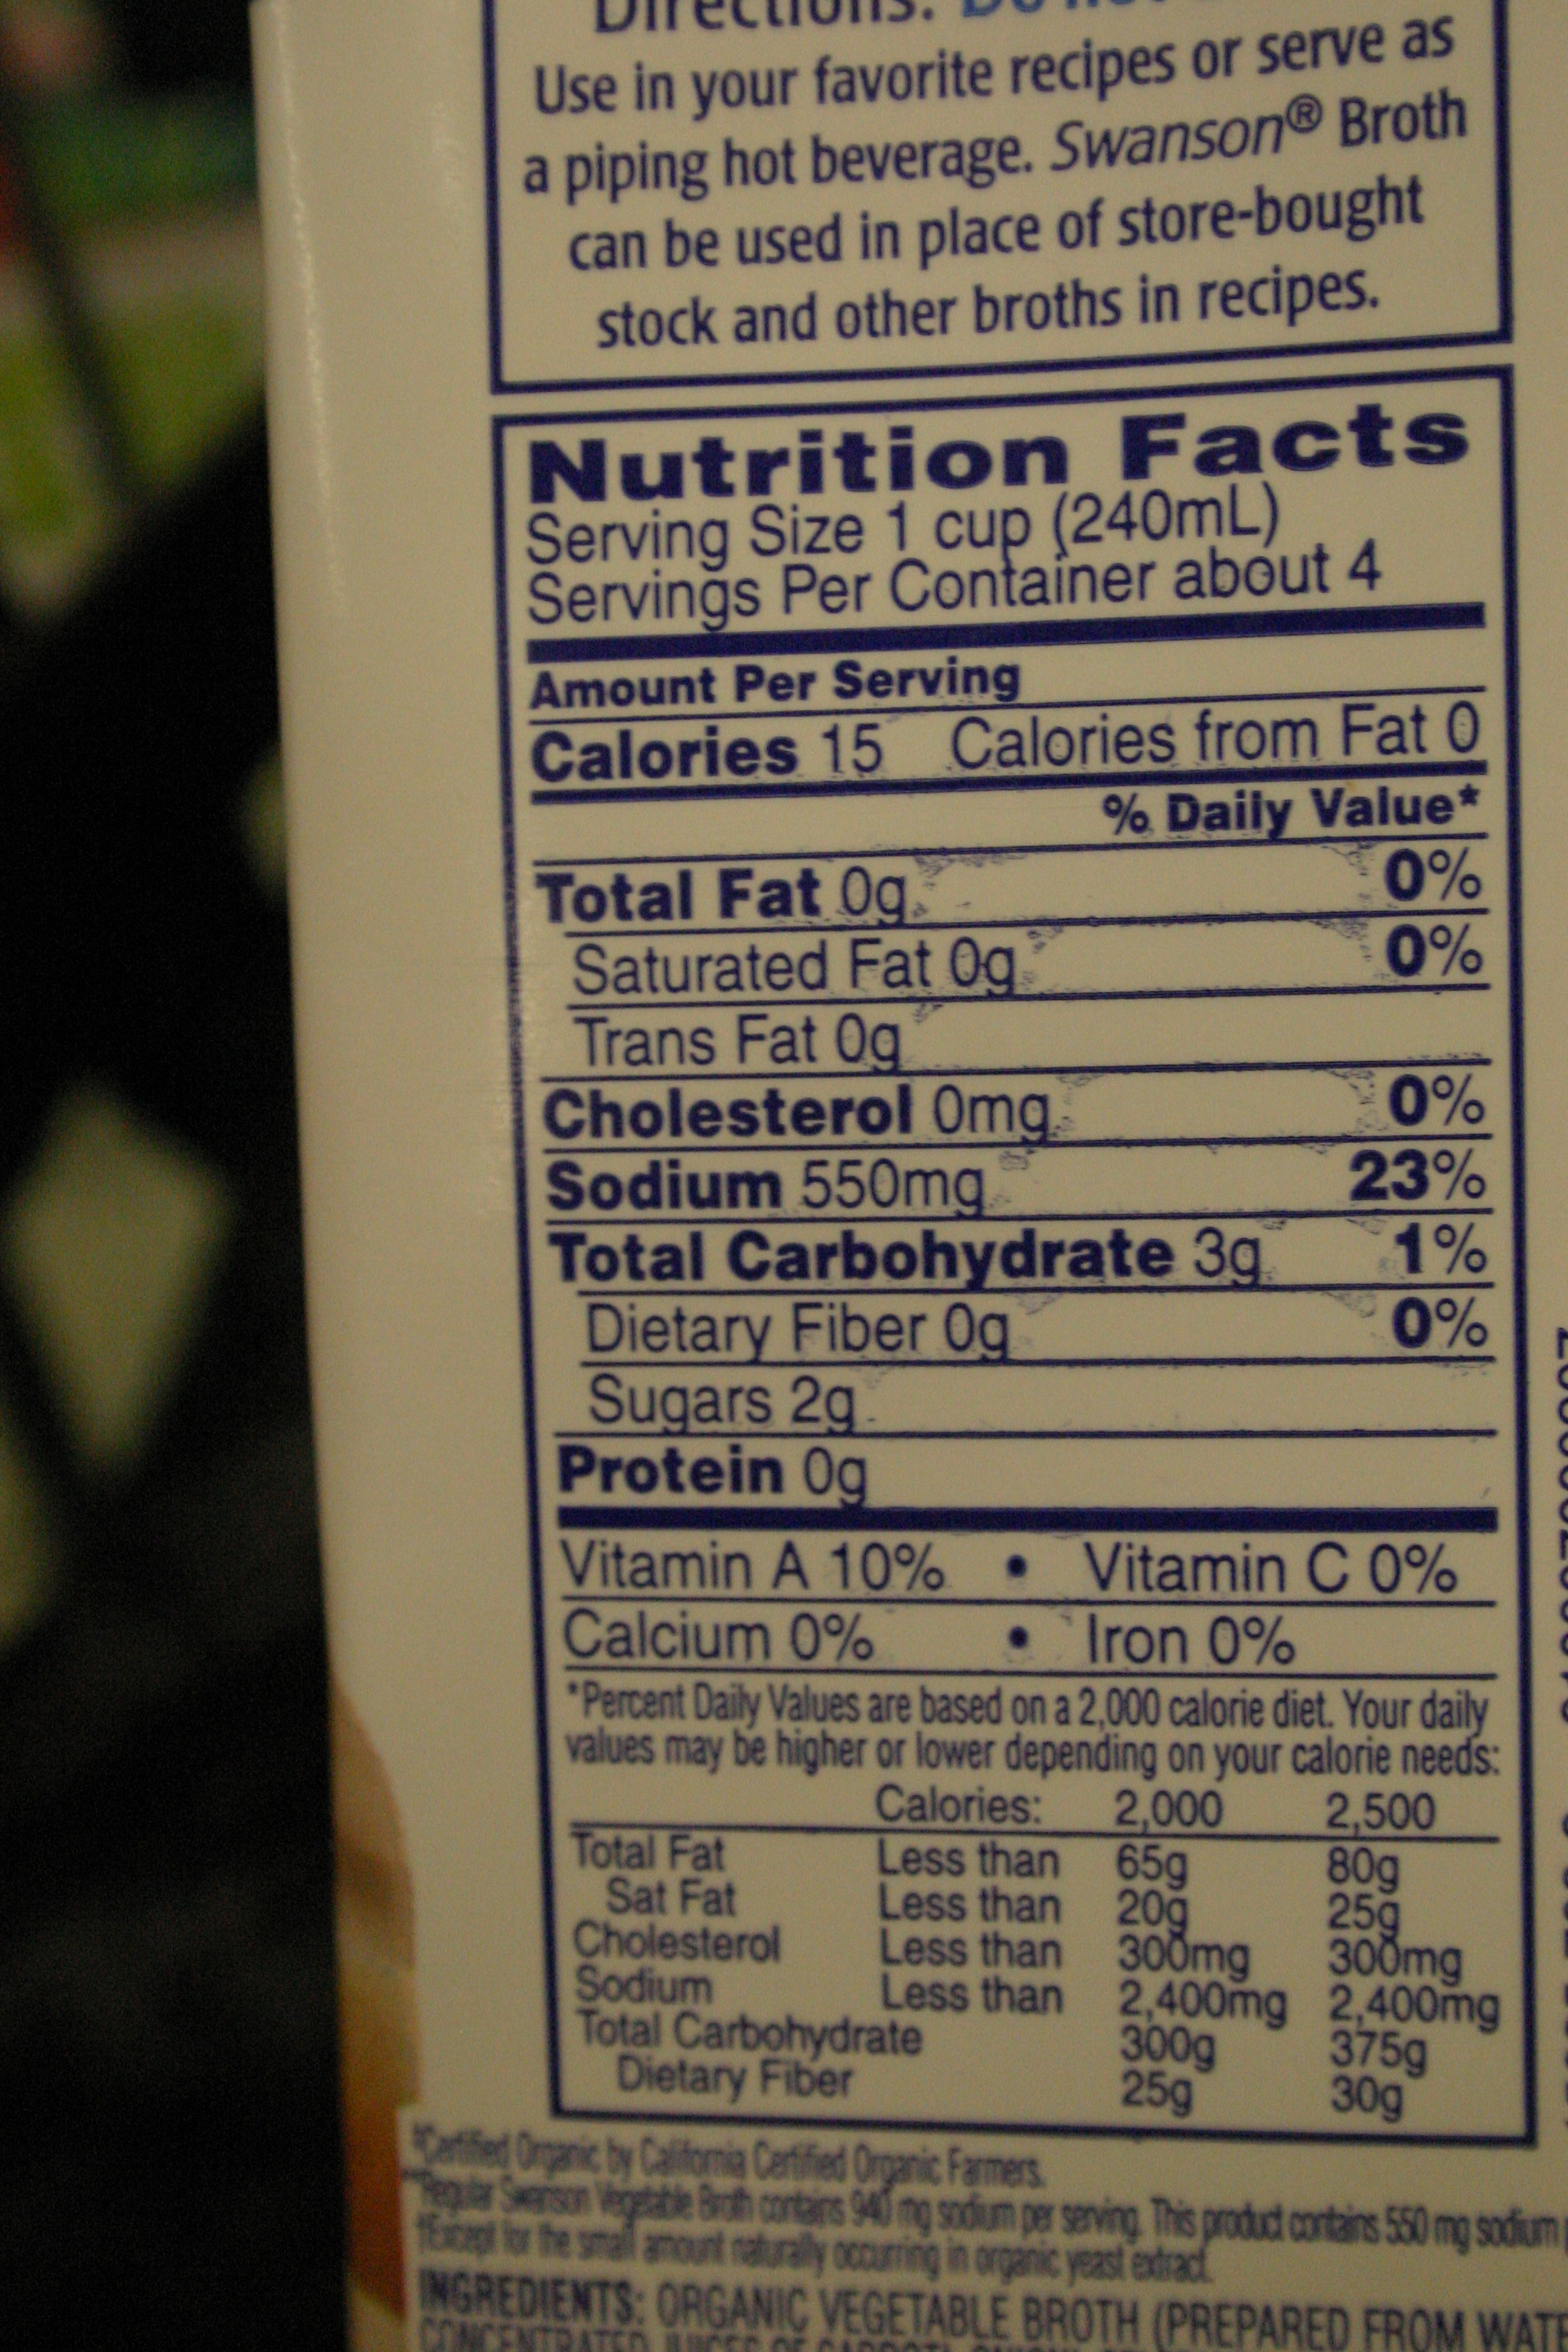 Directions: Do not
Use in your favorite recipes or serve as
a piping hot beverage. Swanson® Broth
can be used in place of store-bought
stock and other broths in recipes.
Nutrition Facts
Serving Size 1 cup (240mL)
Servings Per Container about 4
Amount Per Serving
Calories 15 Calories from Fat 0
% Daily Value*
Total Fat 0g 0%
Saturated Fat 0g 0%
Trans Fat 0g
Cholesterol 0mg 0%
Sodium 550mg 23%
Total Carbohydrate 3g 1%
Dietary Fiber 0g 0%
Sugars 2g
Protein 0g
Vitamin A 10% • Vitamin C 0%
Calcium 0% • Iron 0%
*Percent Daily Values are based on a 2,000 calorie diet. Your daily
values may be higher or lower depending on your calorie needs:
Calories: 2,000 2,500
Total Fat Less than 65g 80g
Sat Fat Less than 20g 25g
Cholesterol Less than 300mg 300mg
Sodium Less than 2,400mg 2,400mg
Total Carbohydrate 300g 375g
Dietary Fiber 25g 30g
‡Certified Organic by California Certified Organic Farmers.
**Regular Swanson Vegetable Broth contains 940 mg sodium per serving. This product contains 550 mg sodium
†Except for the small amount naturally occurring in organic yeast extract.
INGREDIENTS: ORGANIC VEGETABLE BROTH (PREPARED FROM WAT
CONCENTRATED JUICES OF